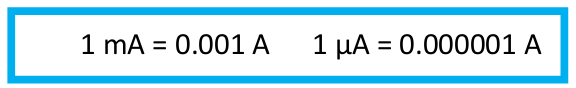 1 mA = 0.001 A 1 μA = 0.000001 A